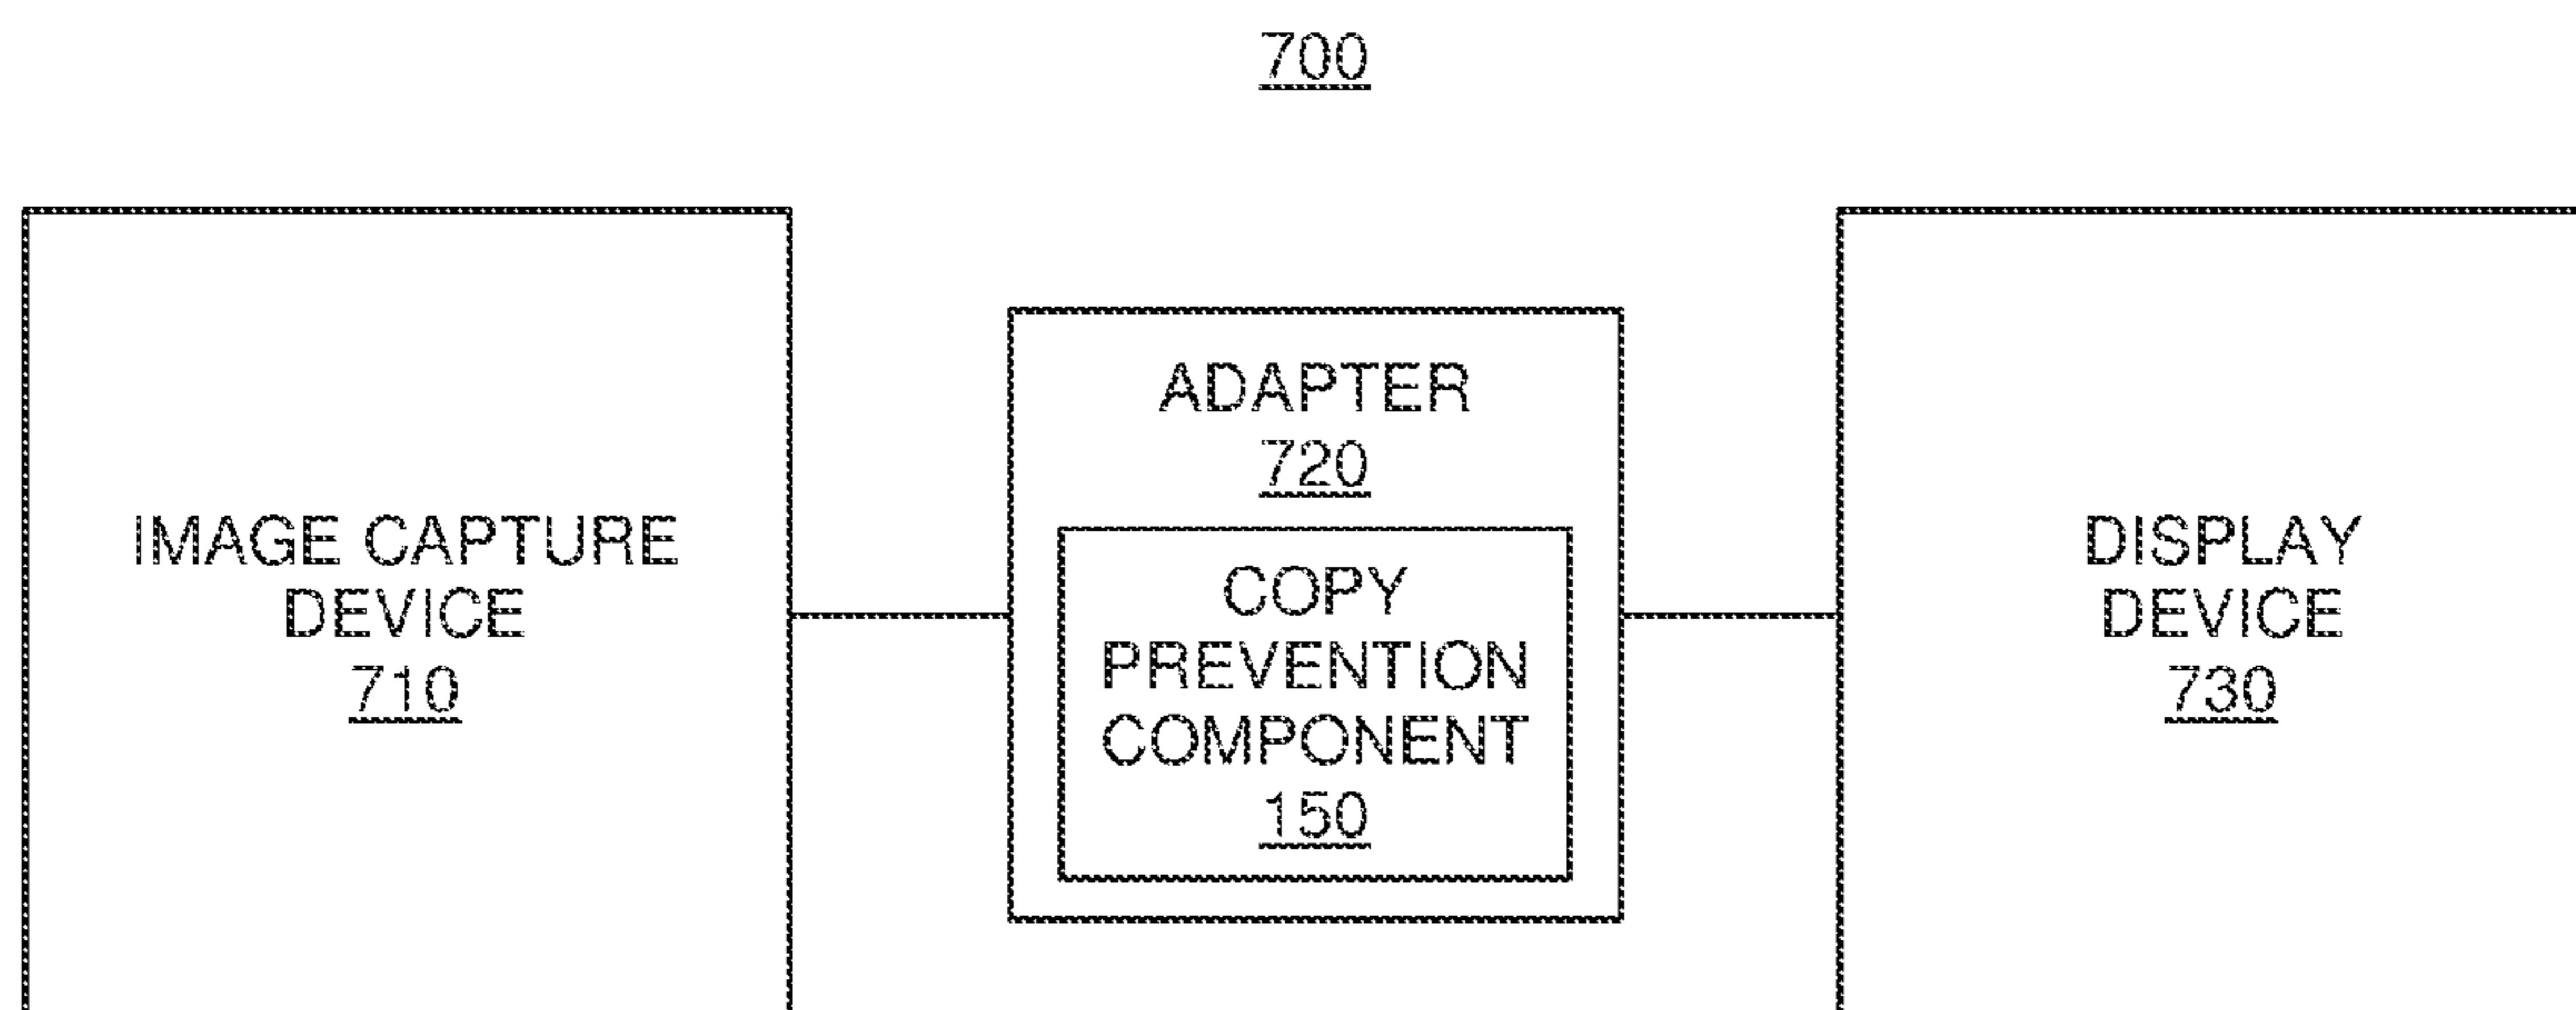 700
IMAGE CAPTURE
DEVICE
710
ADAPTER
720
COPY
PREVENTION
COMPONENT
150
DISPLAY
DEVICE
730